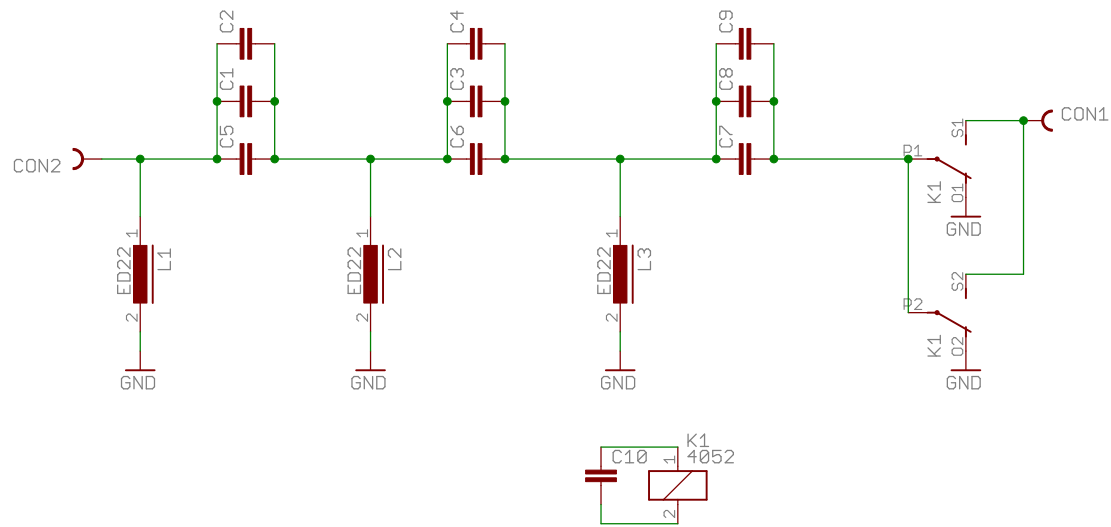 C2
C4
C9
C1
C3
C8
C5
C6
C7
CON2
CON1
S1
P1
K1
O1
GND
1
ED22
L1
2
GND
1
ED22
L2
2
GND
1
ED22
L3
2
GND
S2
P2
K1
O2
GND
C10
K1
4052
1
2